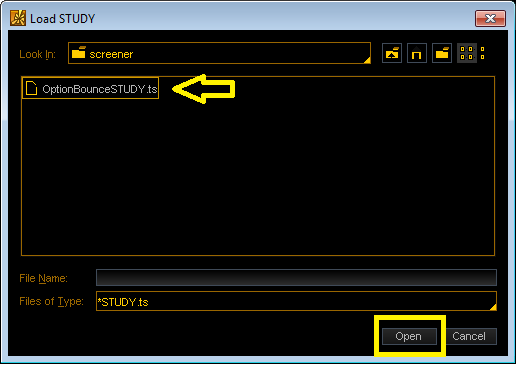 Load STUDY
Look In: screener
OptionBounceSTUDY.ts
File Name:
Files of Type: *STUDY.ts
Open Cancel